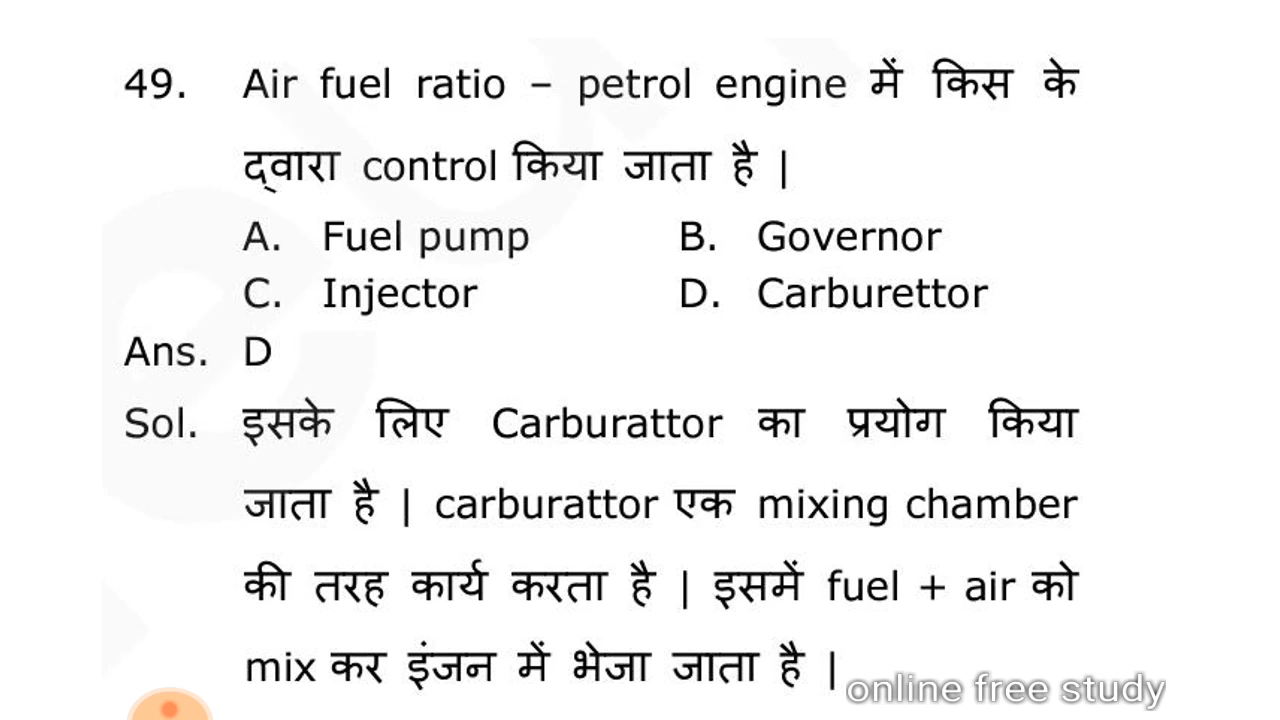 49. Air fuel ratio – petrol engine में किस के
द्वारा control किया जाता है |
A. Fuel pump B. Governor
C. Injector D. Carburettor
Ans. D
Sol. इसके लिए Carburattor का प्रयोग किया
जाता है | carburattor एक mixing chamber
की तरह कार्य करता है | इसमें fuel + air को
mix कर इंजन में भेजा जाता है |
online free study